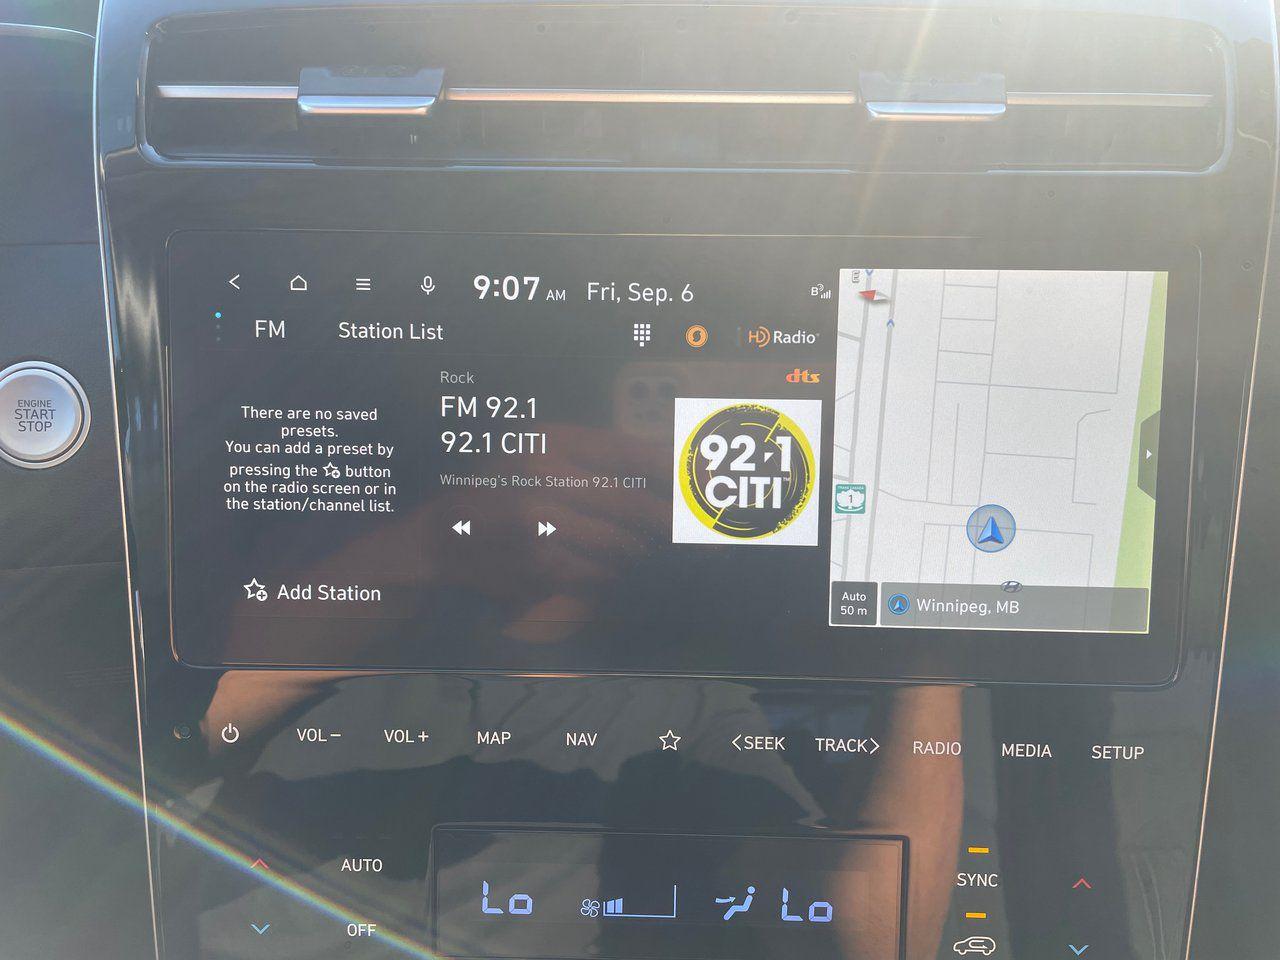 9:07 AM Fri, Sep. 6
B
FM Station List
HD Radio
dts
Rock
There are no saved
presets.
You can add a preset by
pressing the button
on the radio screen or in
the station/channel list.
FM 92.1
92.1 CITI
Winnipeg's Rock Station 92.1 CITI
92.1
CITI
Add Station
1
Auto
50 m
Winnipeg, MB
ENGINE
START
STOP
VOL− VOL+ MAP NAV <SEEK TRACK> RADIO MEDIA SETUP
AUTO
OFF
Lo Lo
SYNC